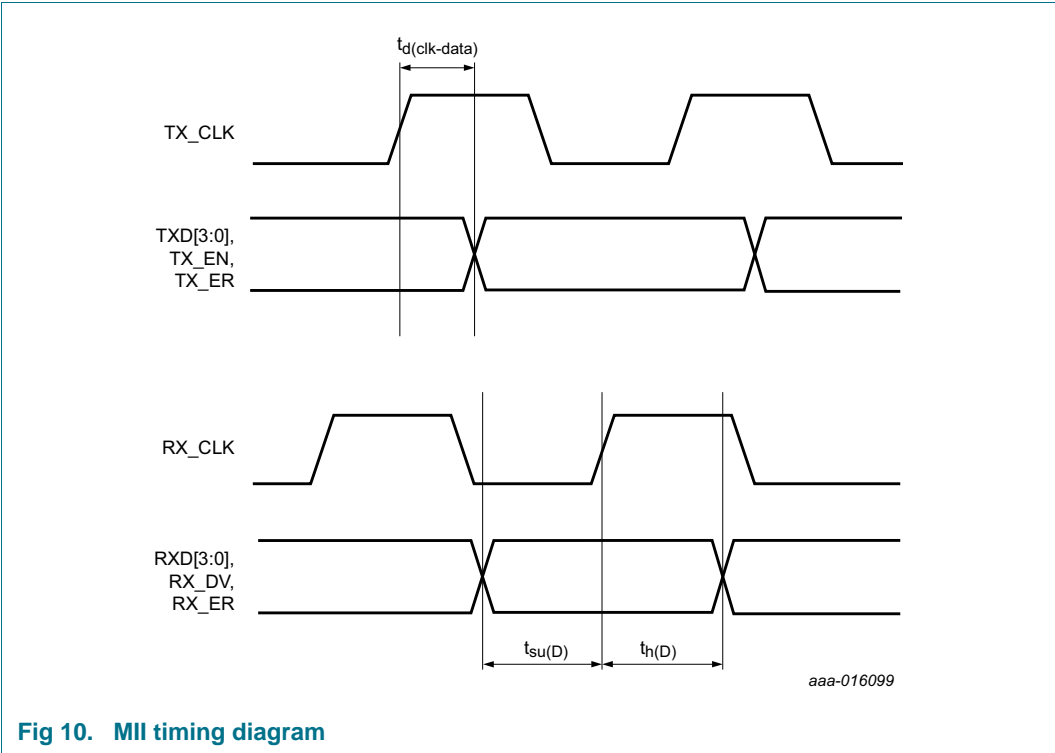 td(clk-data)
TX_CLK
TXD[3:0],
TX_EN,
TX_ER
RX_CLK
RXD[3:0],
RX_DV,
RX_ER
tsu(D)
th(D)
aaa-016099
Fig 10. MII timing diagram